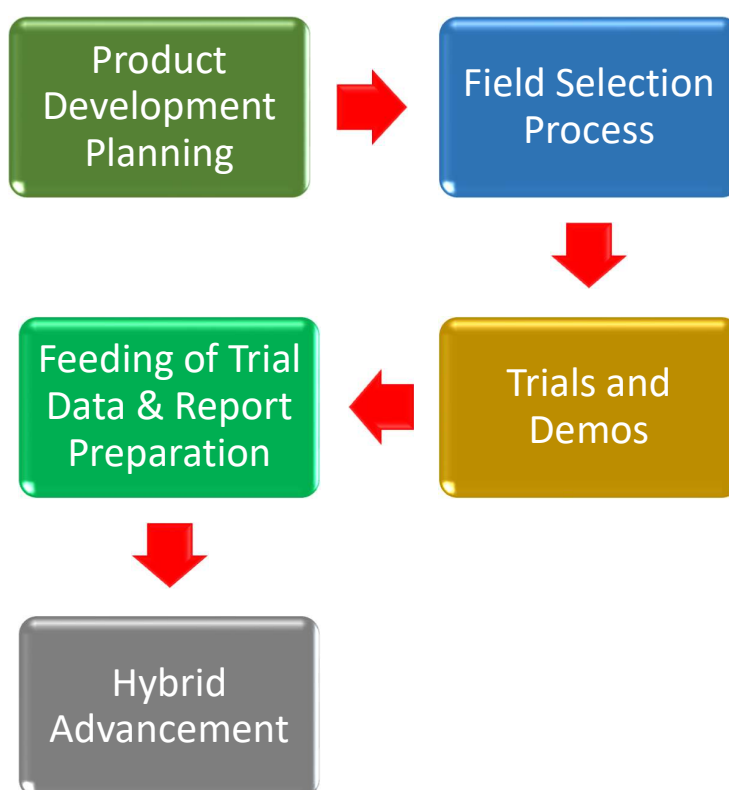 Product
Development
Planning
Field Selection
Process
Trials and
Demos
Feeding of Trial
Data & Report
Preparation
Hybrid
Advancement